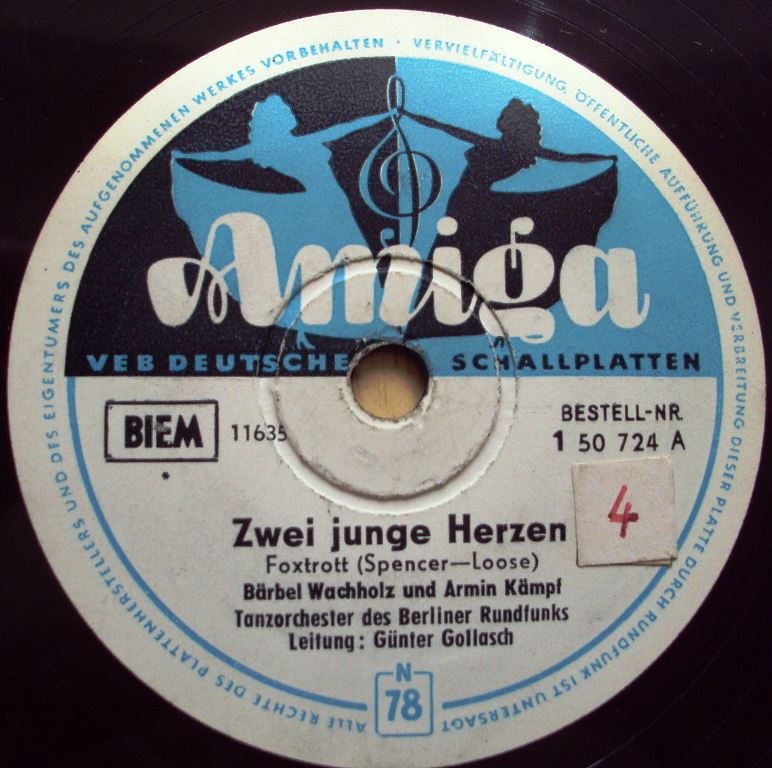 ALLE RECHTE DES PLATTENHERSTELLERS UND DES EIGENTÜMERS DES AUFGENOMMENEN WERKES VORBEHALTEN · VERVIELFÄLTIGUNG, ÖFFENTLICHE AUFFÜHRUNG UND VERBREITUNG DIESER PLATTE DURCH RUNDFUNK IST UNTERSAGT
Amiga
VEB DEUTSCHE SCHALLPLATTEN
BIEM
11635
BESTELL-NR.
1 50 724 A
*
4
Zwei junge Herzen
Foxtrott (Spencer—Loose)
Bärbel Wachholz und Armin Kämpf
Tanzorchester des Berliner Rundfunks
Leitung: Günter Gollasch
N
78